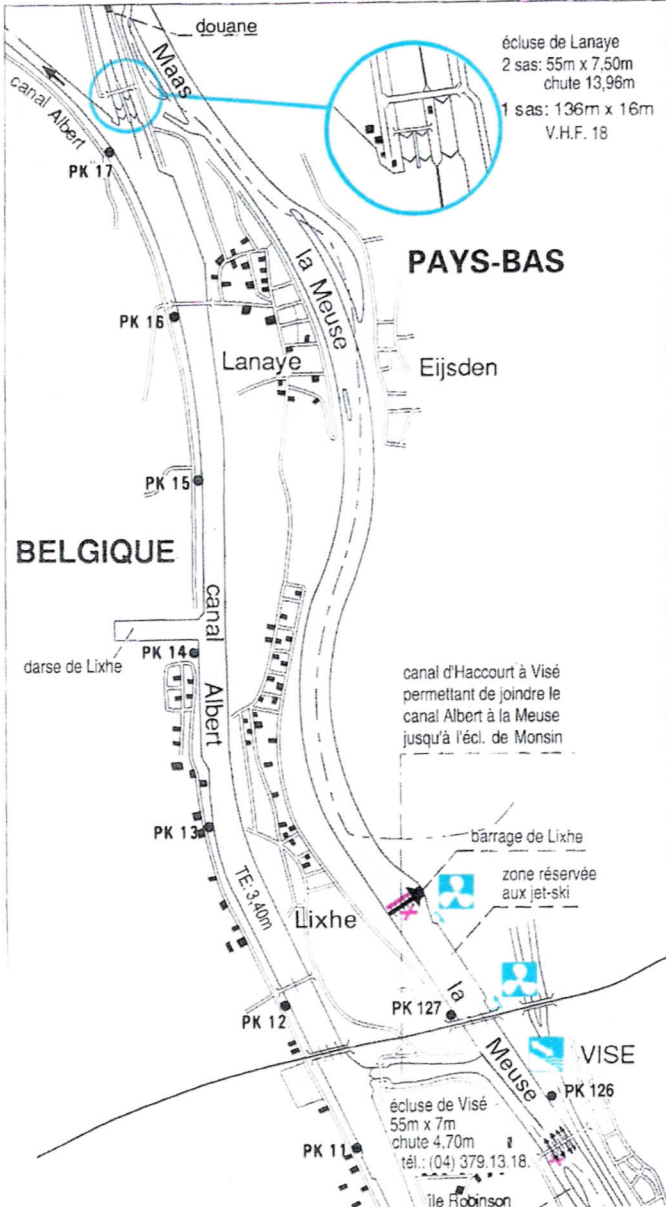 douane
Maas
écluse de Lanaye
2 sas: 55m x 7,50m
chute 13,96m
1 sas: 136m x 16m
V.H.F. 18
canal Albert
PK 17
PAYS-BAS
la Meuse
PK 16
Lanaye
Eijsden
PK 15
BELGIQUE
canal Albert
darse de Lixhe
PK 14
canal d'Haccourt à Visé
permettant de joindre le
canal Albert à la Meuse
jusqu'à l'écl. de Monsin
PK 13
barrage de Lixhe
TE: 3,40m
zone réservée
aux jet-ski
Lixhe
la Meuse
PK 12
PK 127
VISE
PK 126
écluse de Visé
55m x 7m
chute 4.70m
tél.: (04) 379.13.18.
PK 11
île Robinson